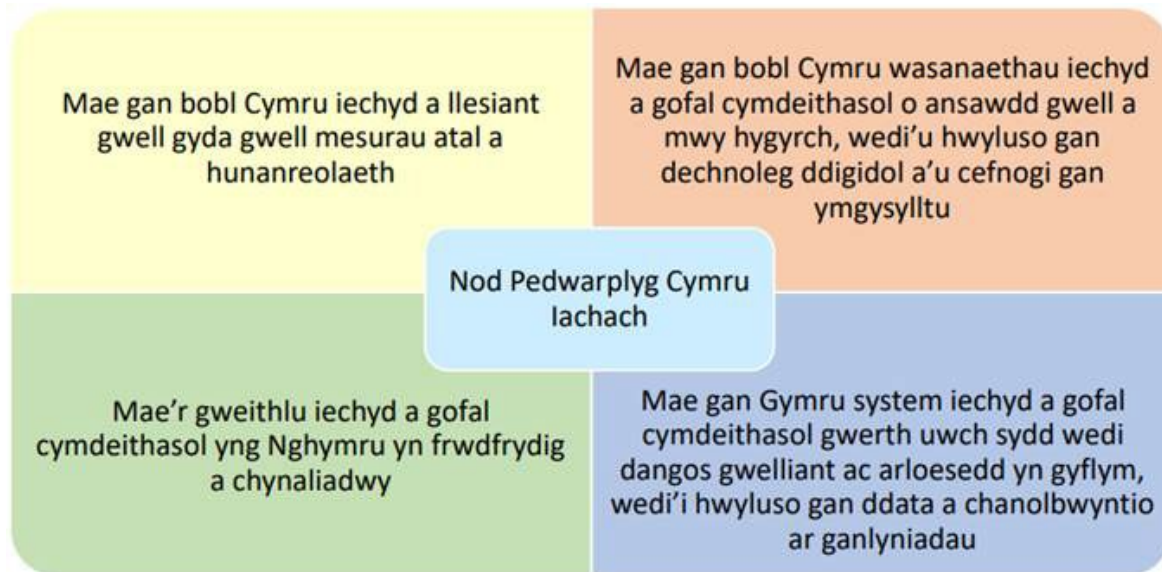 Mae gan bobl Cymru iechyd a llesiant
gwell gyda gwell mesurau atal a
hunanreolaeth
Mae gan bobl Cymru wasanaethau iechyd
a gofal cymdeithasol o ansawdd gwell a
mwy hygyrch, wedi'u hwyluso gan
dechnoleg ddigidol a'u cefnogi gan
ymgysylltu
Nod Pedwarplyg Cymru
Iachach
Mae'r gweithlu iechyd a gofal
cymdeithasol yng Nghymru yn frwdfrydig
a chynaliadwy
Mae gan Gymru system iechyd a gofal
cymdeithasol gwerth uwch sydd wedi
dangos gwelliant ac arloesedd yn gyflym,
wedi'i hwyluso gan ddata a chanolbwyntio
ar ganlyniadau